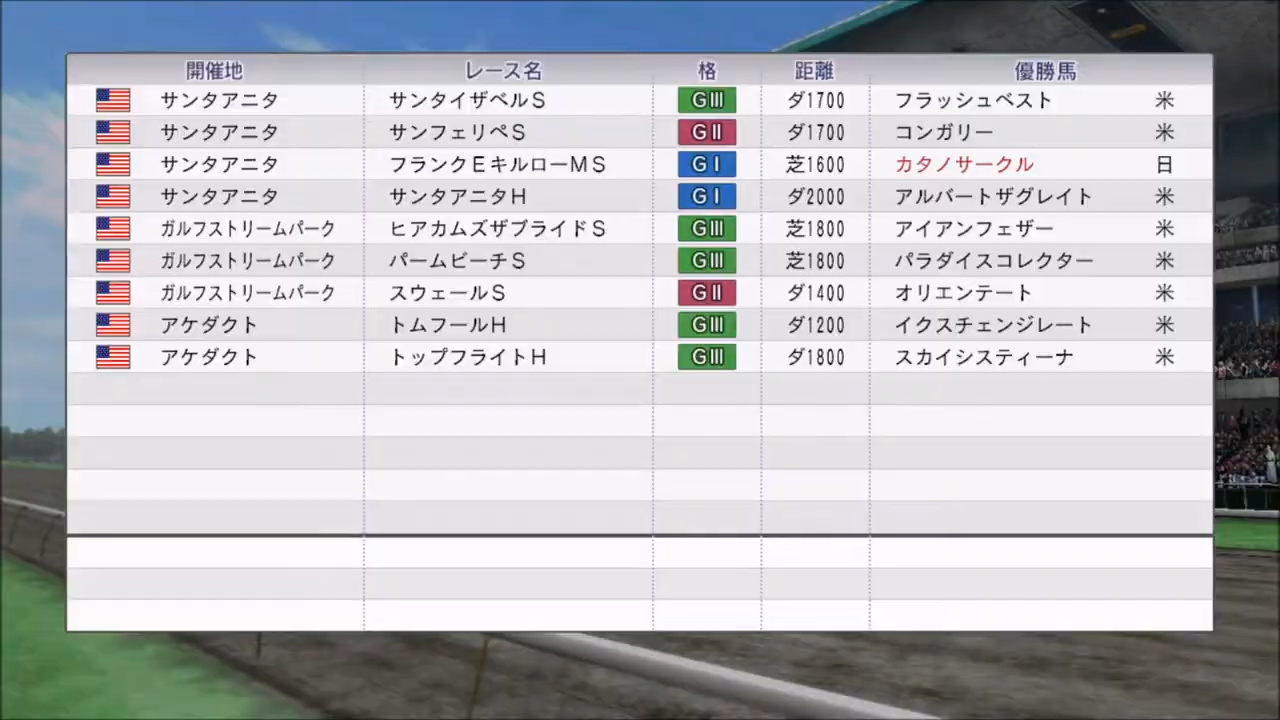 開催地 レース名 格 距離 優勝馬
サンタアニタ サンタイザベルS GIII ダ1700 フラッシュベスト 米
サンタアニタ サンフェリペS GII ダ1700 コンガリー 米
サンタアニタ フランクEキルローMS GI 芝1600 カタノサークル 日
サンタアニタ サンタアニタH GI ダ2000 アルバートザグレイト 米
ガルフストリームパーク ヒアカムズザブライドS GIII 芝1800 アイアンフェザー 米
ガルフストリームパーク パームビーチS GIII 芝1800 パラダイスコレクター 米
ガルフストリームパーク スウェールS GII ダ1400 オリエンテート 米
アケダクト トムフールH GIII ダ1200 イクスチェンジレート 米
アケダクト トップフライトH GIII ダ1800 スカイシスティーナ 米